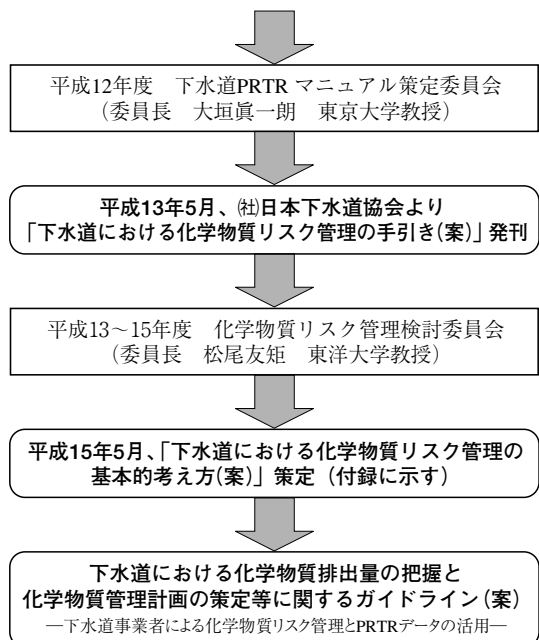 平成12年度　下水道PRTR マニュアル策定委員会
（委員長　大垣眞一朗　東京大学教授）
平成13年5月、㈳日本下水道協会より
「下水道における化学物質リスク管理の手引き（案）」発刊
平成13～15年度　化学物質リスク管理検討委員会
（委員長　松尾友矩　東洋大学教授）
平成15年5月、「下水道における化学物質リスク管理の
基本的考え方（案）」策定（付録に示す）
下水道における化学物質排出量の把握と
化学物質管理計画の策定等に関するガイドライン（案）
―下水道事業者による化学物質リスク管理とPRTRデータの活用―